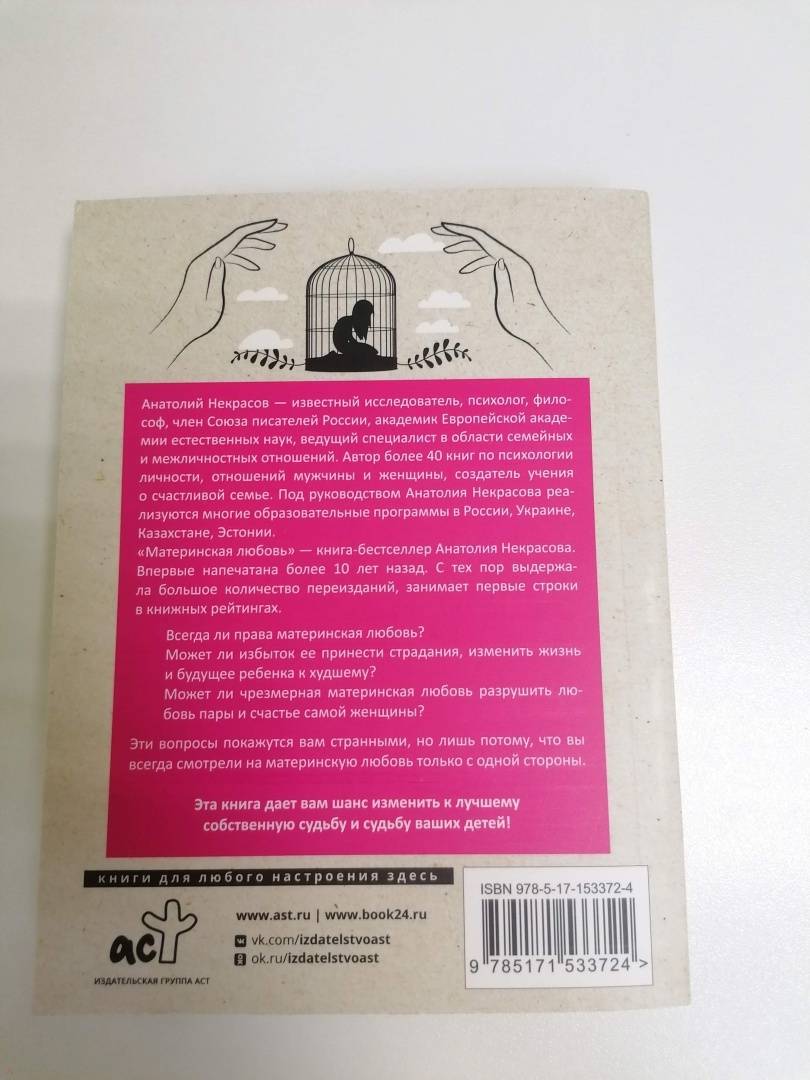 Анатолий Некрасов — известный исследователь, психолог, фило-
соф, член Союза писателей России, академик Европейской акаде-
мии естественных наук, ведущий специалист в области семейных
и межличностных отношений. Автор более 40 книг по психологии
личности, отношений мужчины и женщины, создатель учения
о счастливой семье. Под руководством Анатолия Некрасова реа-
лизуются многие образовательные программы в России, Украине,
Казахстане, Эстонии.
«Материнская любовь» — книга-бестселлер Анатолия Некрасова.
Впервые напечатана более 10 лет назад. С тех пор выдержа-
ла большое количество переизданий, занимает первые строки
в книжных рейтингах.
Всегда ли права материнская любовь?
Может ли избыток ее принести страдания, изменить жизнь
и будущее ребенка к худшему?
Может ли чрезмерная материнская любовь разрушить лю-
бовь пары и счастье самой женщины?
Эти вопросы покажутся вам странными, но лишь потому, что вы
всегда смотрели на материнскую любовь только с одной стороны.
Эта книга дает вам шанс изменить к лучшему
собственную судьбу и судьбу ваших детей!
книги для любого настроения здесь
аст
ИЗДАТЕЛЬСКАЯ ГРУППА АСТ
www.ast.ru | www.book24.ru
vk.com/izdatelstvoast
ok.ru/izdatelstvoast
ISBN 978-5-17-153372-4
9 785171 533724 >